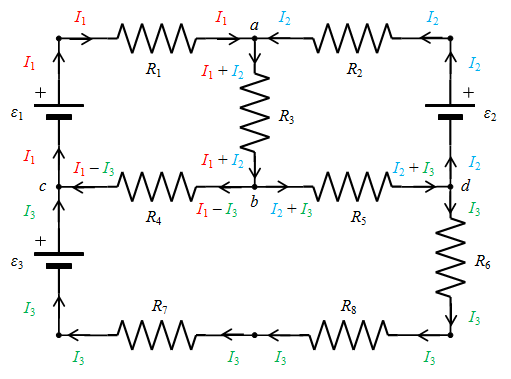 I₁ I₁ a I₂ I₂
I₁ R₁ I₁ + I₂ R₂ I₂
+ +
ε₁ R₃ ε₂
I₁ I₁ – I₃ I₁ + I₂ I₂ + I₃ I₂
c d
I₃ R₄ I₁ – I₃ b I₂ + I₃ R₅ I₃
+
ε₃ R₆
I₃ R₇ R₈ I₃
I₃ I₃ I₃ I₃